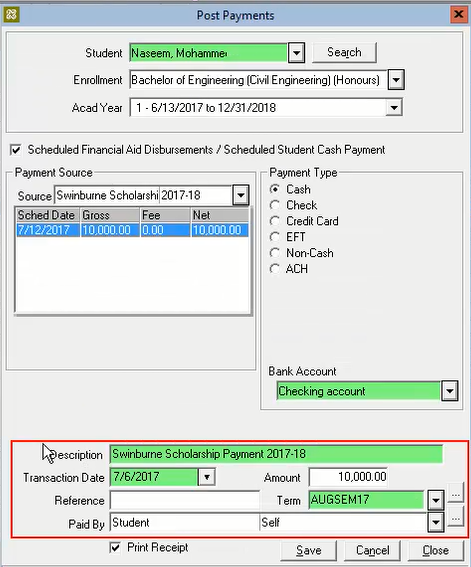 Post Payments
Student Naseem, Mohamme Search
Enrollment Bachelor of Engineering (Civil Engineering) (Honours)
Acad Year 1 - 6/13/2017 to 12/31/2018
Scheduled Financial Aid Disbursements / Scheduled Student Cash Payment
Payment Source
Source Swinburne Scholarshi 2017-18
Sched Date Gross Fee Net
7/12/2017 10,000.00 0.00 10,000.00
Payment Type
Cash
Check
Credit Card
EFT
Non-Cash
ACH
Bank Account
Checking account
Description Swinburne Scholarship Payment 2017-18
Transaction Date 7/6/2017 Amount 10,000.00
Reference Term AUGSEM17 ...
Paid By Student Self ...
Print Receipt Save Cancel Close